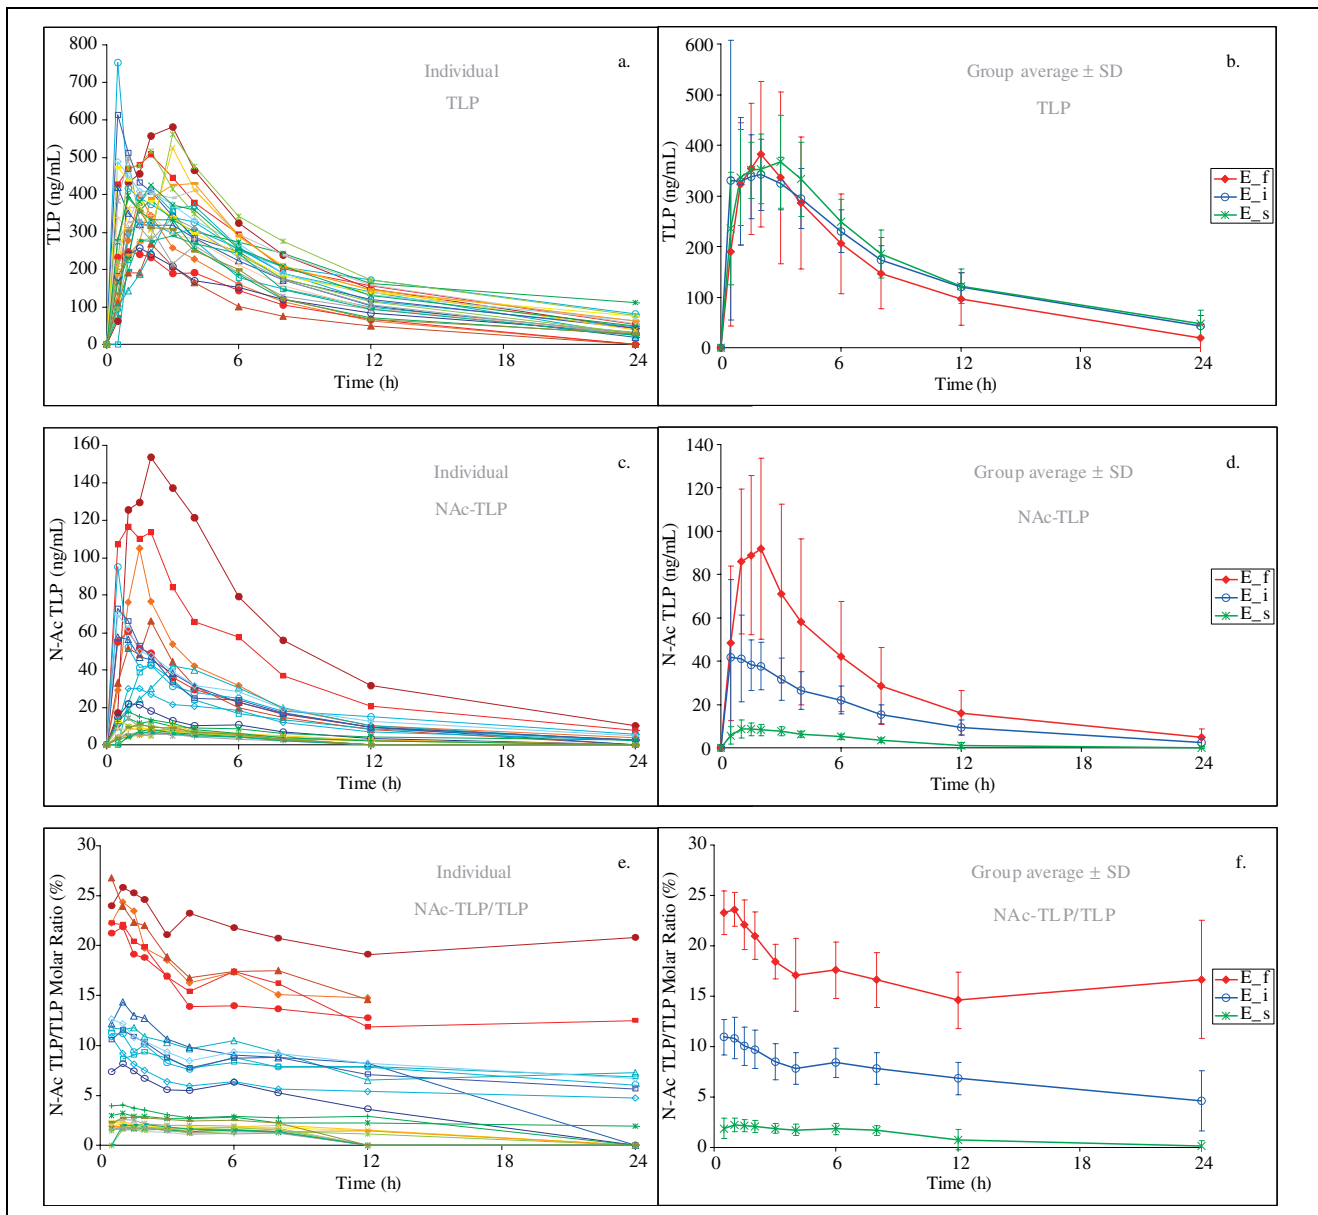 a.
Individual
TLP
TLP (ng/mL)
800
700
600
500
400
300
200
100
0
0 6 12 18 24
Time (h)
b.
Group average ± SD
TLP
TLP (ng/mL)
600
500
400
300
200
100
0
0 6 12 18 24
Time (h)
E_f
E_i
E_s
c.
Individual
NAc-TLP
N-Ac TLP (ng/mL)
160
140
120
100
80
60
40
20
0
0 6 12 18 24
Time (h)
d.
Group average ± SD
NAc-TLP
N-Ac TLP (ng/mL)
140
120
100
80
60
40
20
0
0 6 12 18 24
Time (h)
E_f
E_i
E_s
e.
Individual
NAc-TLP/TLP
N-Ac TLP/TLP Molar Ratio (%)
30
25
20
15
10
5
0
0 6 12 18 24
Time (h)
f.
Group average ± SD
NAc-TLP/TLP
N-Ac TLP/TLP Molar Ratio (%)
30
25
20
15
10
5
0
0 6 12 18 24
Time (h)
E_f
E_i
E_s